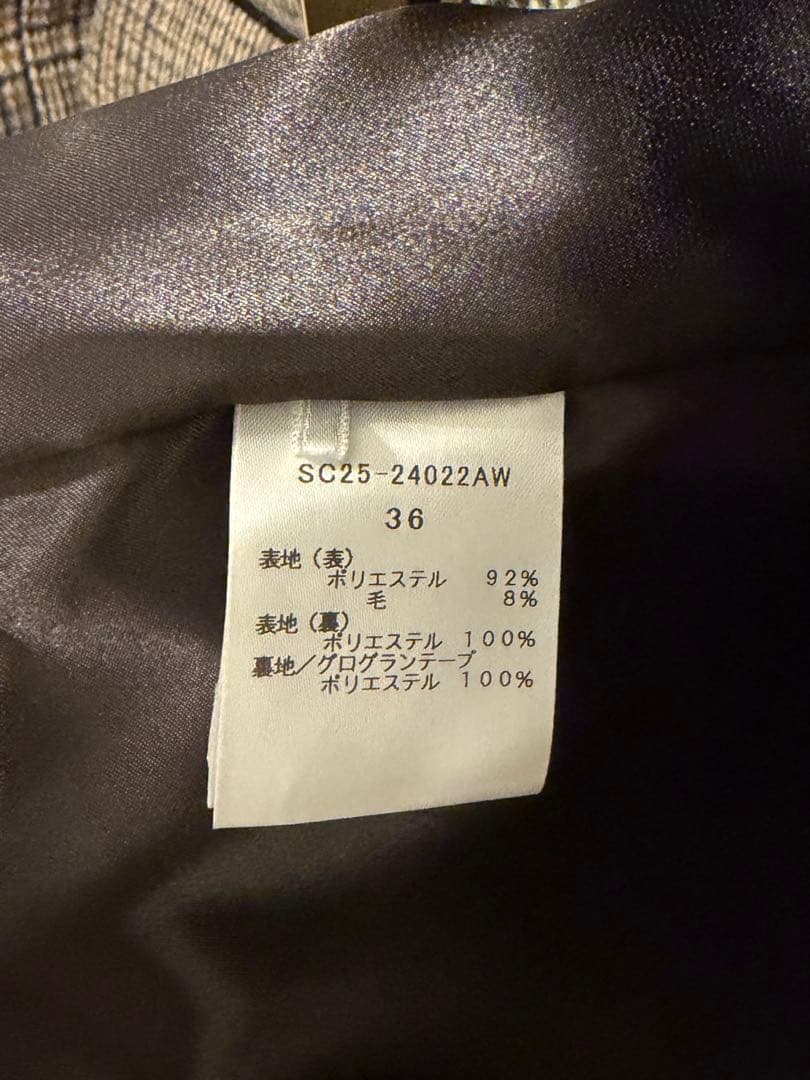 SC25-24022AW
36
表地（表）
ポリエステル 92%
毛 8%
表地（裏）
ポリエステル 100%
裏地／グログランテープ
ポリエステル 100%